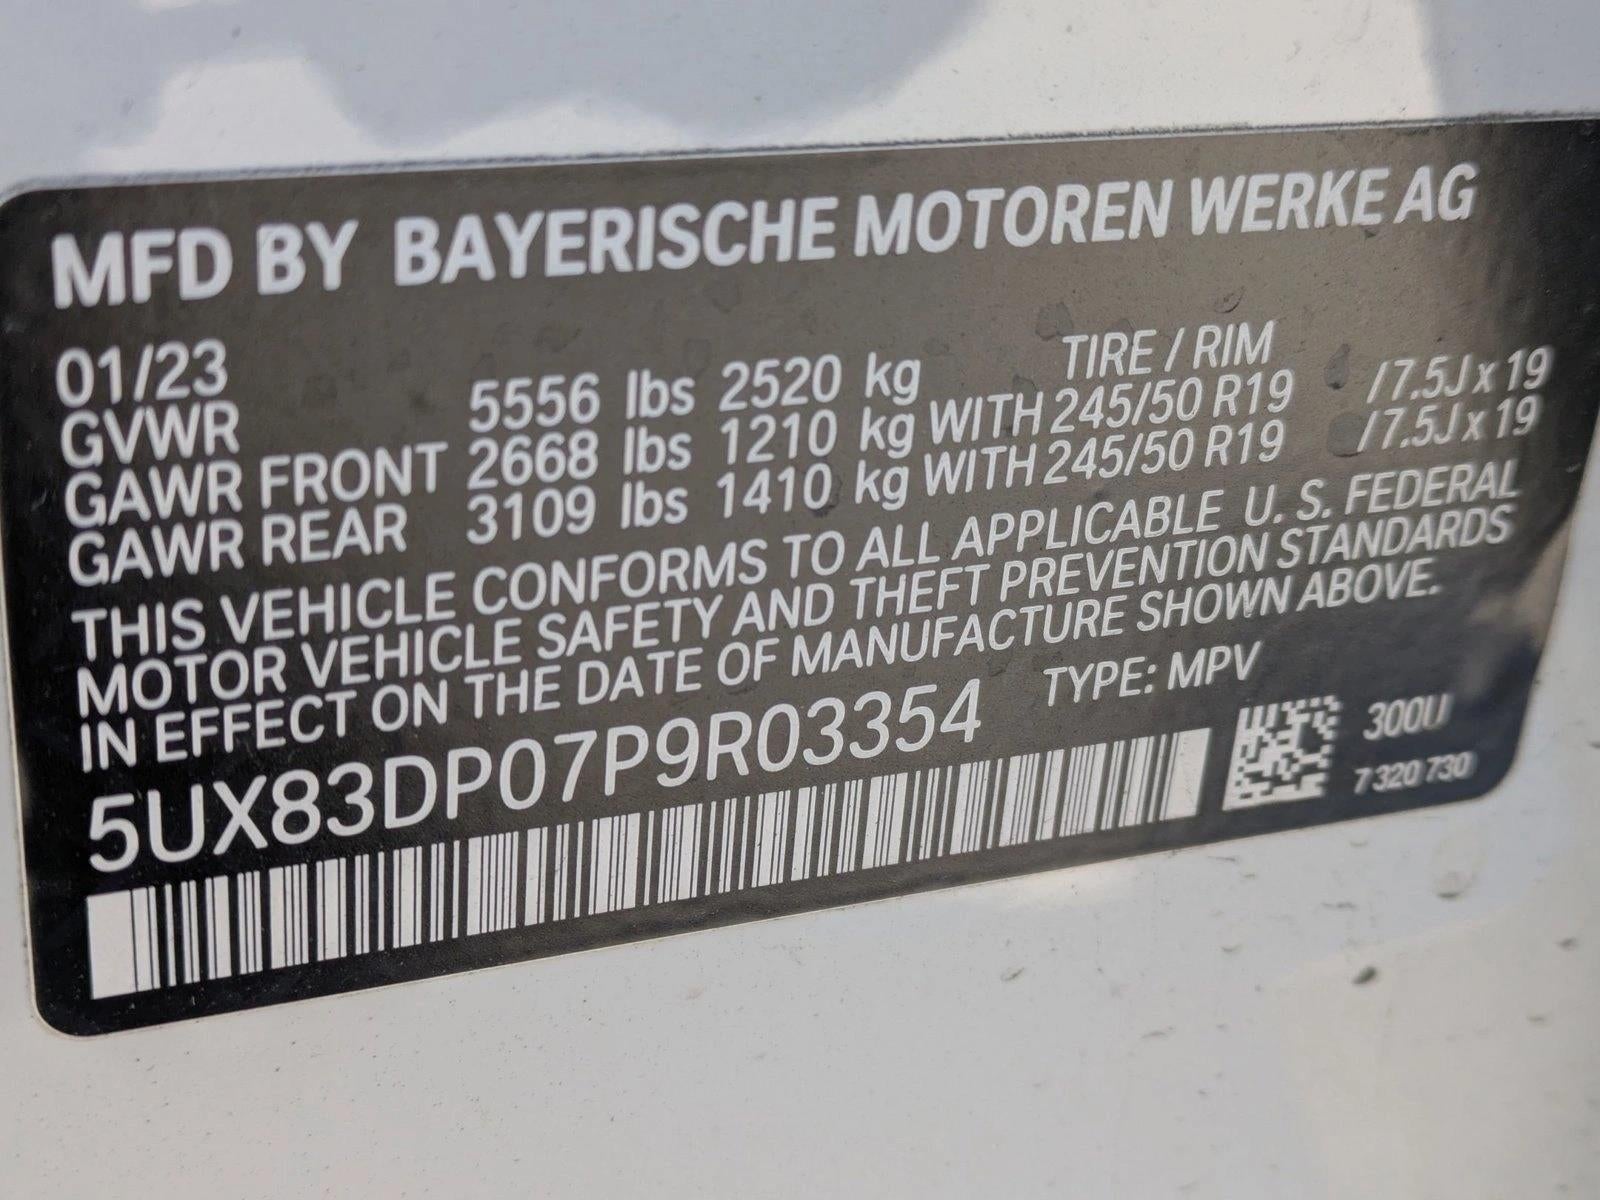 MFD BY BAYERISCHE MOTOREN WERKE AG
01/23 TIRE / RIM
GVWR 5556 lbs 2520 kg
GAWR FRONT 2668 lbs 1210 kg WITH 245/50 R19 /7.5J x 19
GAWR REAR 3109 lbs 1410 kg WITH 245/50 R19 /7.5J x 19
THIS VEHICLE CONFORMS TO ALL APPLICABLE U. S. FEDERAL
MOTOR VEHICLE SAFETY AND THEFT PREVENTION STANDARDS
IN EFFECT ON THE DATE OF MANUFACTURE SHOWN ABOVE.
5UX83DP07P9R03354 TYPE: MPV
300U
7 320 730